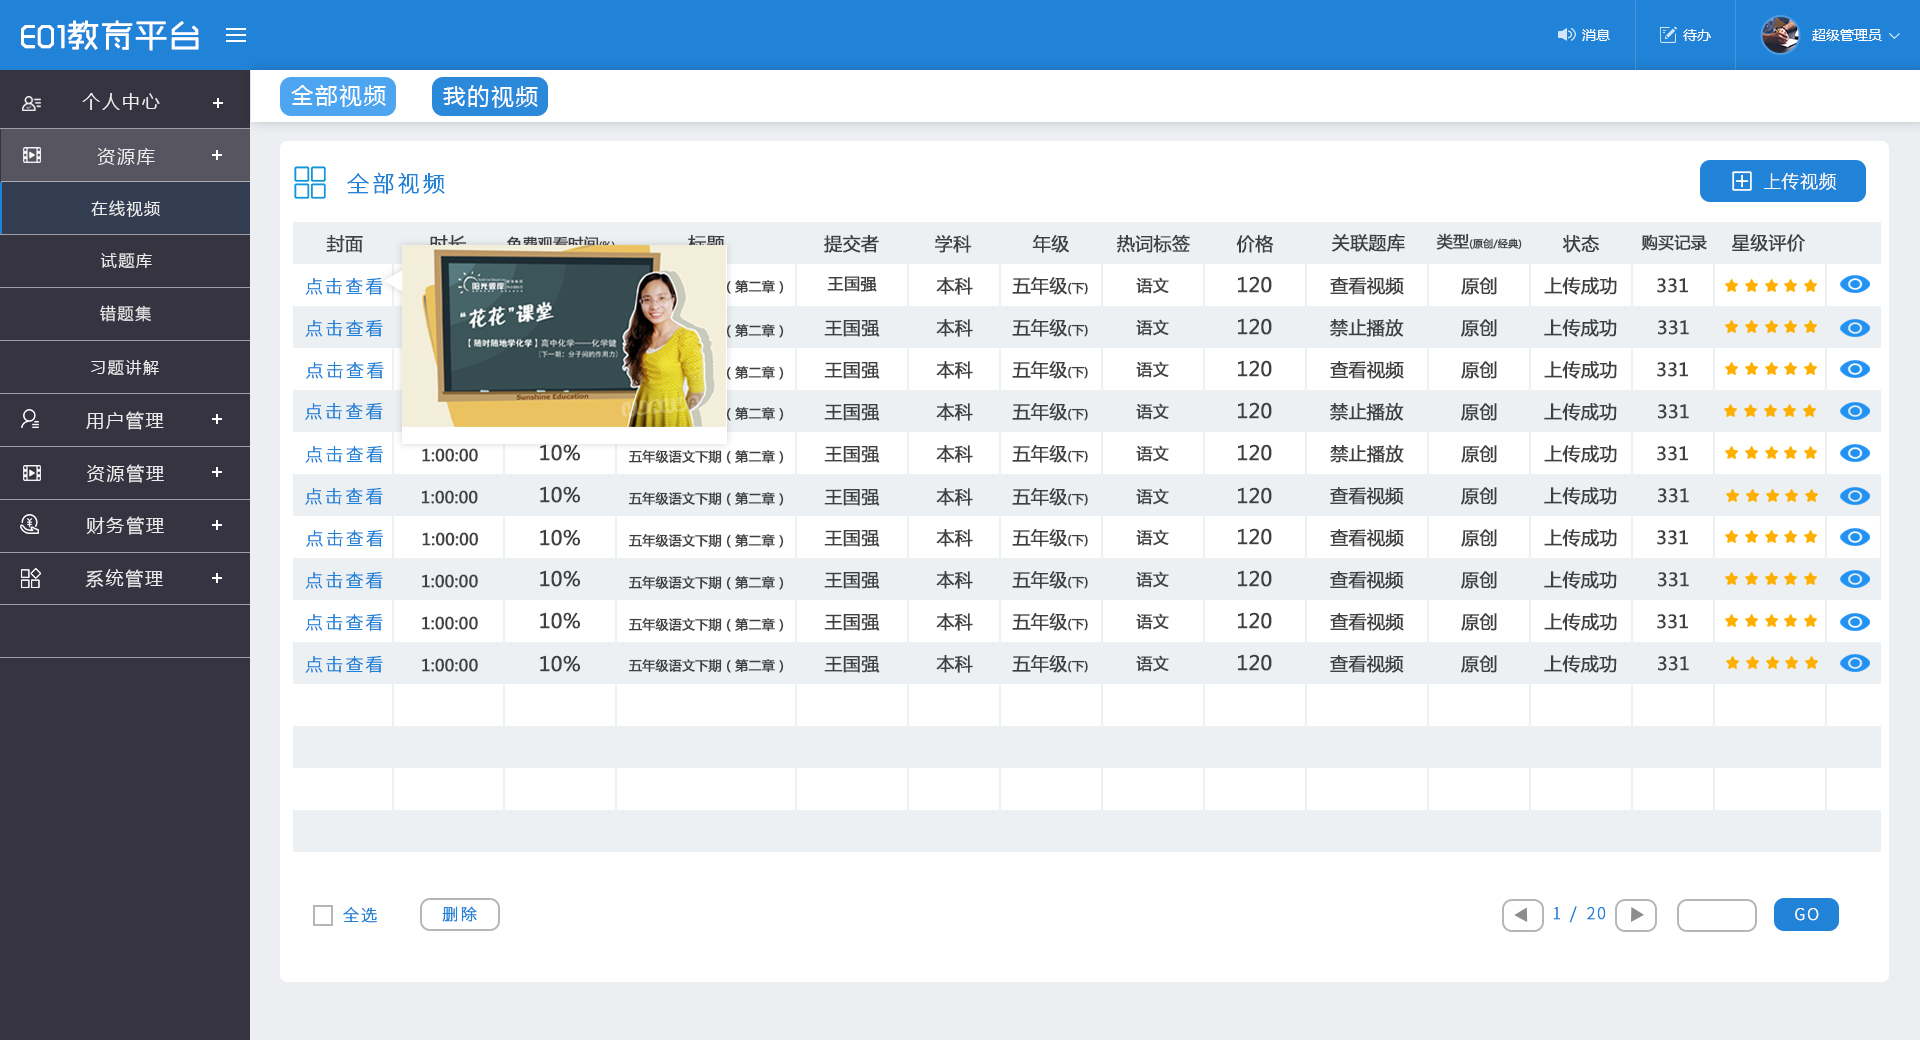 E01教育平台
消息
待办
超级管理员
个人中心 +
资源库 +
在线视频
试题库
错题集
习题讲解
用户管理 +
资源管理 +
财务管理 +
系统管理 +
全部视频 我的视频
全部视频
上传视频
封面 时长 免费观看时间(%) 标题 提交者 学科 年级 热词标签 价格 关联题库 类型(原创/经典) 状态 购买记录 星级评价
点击查看 (第二章) 王国强 本科 五年级(下) 语文 120 查看视频 原创 上传成功 331
点击查看 (第二章) 王国强 本科 五年级(下) 语文 120 禁止播放 原创 上传成功 331
点击查看 (第二章) 王国强 本科 五年级(下) 语文 120 查看视频 原创 上传成功 331
点击查看 (第二章) 王国强 本科 五年级(下) 语文 120 禁止播放 原创 上传成功 331
点击查看 1:00:00 10% 五年级语文下期(第二章) 王国强 本科 五年级(下) 语文 120 禁止播放 原创 上传成功 331
点击查看 1:00:00 10% 五年级语文下期(第二章) 王国强 本科 五年级(下) 语文 120 查看视频 原创 上传成功 331
点击查看 1:00:00 10% 五年级语文下期(第二章) 王国强 本科 五年级(下) 语文 120 查看视频 原创 上传成功 331
点击查看 1:00:00 10% 五年级语文下期(第二章) 王国强 本科 五年级(下) 语文 120 查看视频 原创 上传成功 331
点击查看 1:00:00 10% 五年级语文下期(第二章) 王国强 本科 五年级(下) 语文 120 查看视频 原创 上传成功 331
点击查看 1:00:00 10% 五年级语文下期(第二章) 王国强 本科 五年级(下) 语文 120 查看视频 原创 上传成功 331
阳光彼岸
“花花”课堂
【随时随地学化学】高中化学——化学键
(下一期：分子间的作用力)
Sunshine Education
全选 删除
1 / 20
GO